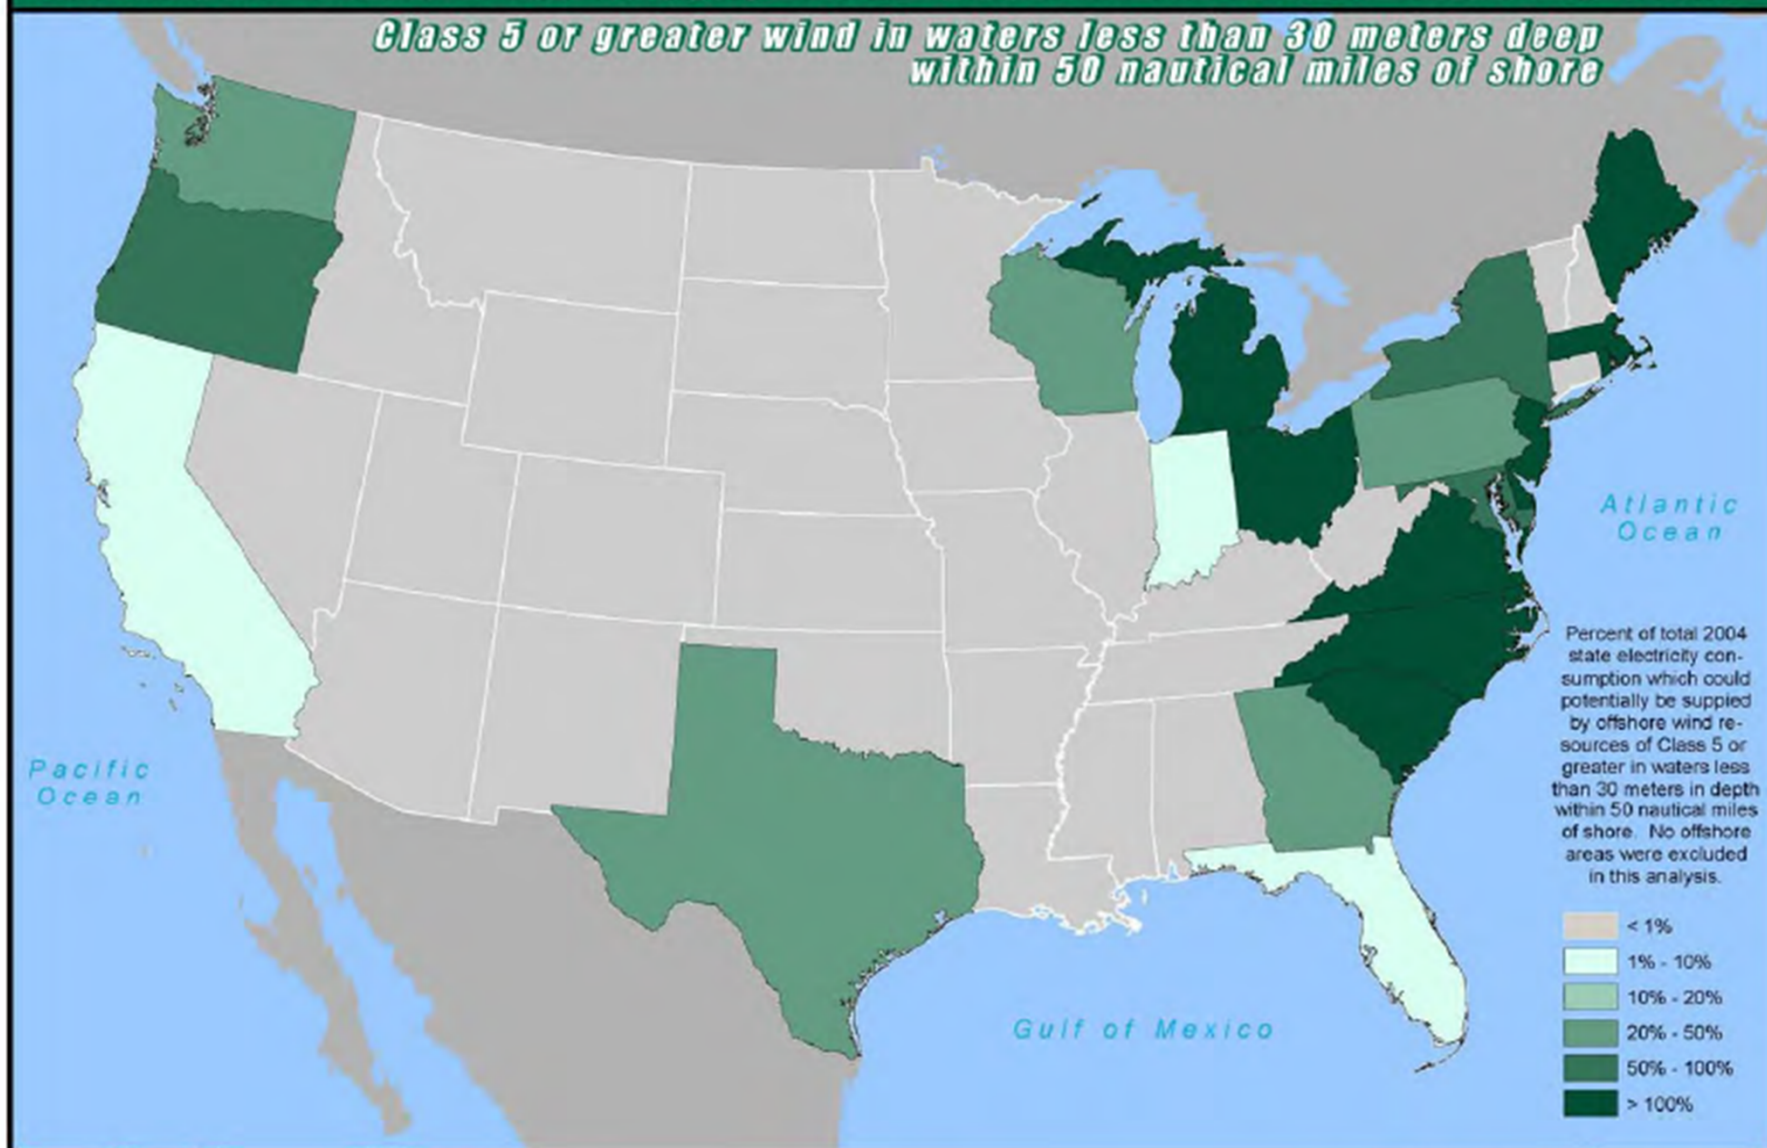 Class 5 or greater wind in waters less than 30 meters deep
within 50 nautical miles of shore
Atlantic
Ocean
Percent of total 2004
state electricity con-
sumption which could
potentially be suppied
by offshore wind re-
sources of Class 5 or
greater in waters less
than 30 meters in depth
within 50 nautical miles
of shore. No offshore
areas were excluded
in this analysis.
Pacific
Ocean
Gulf of Mexico
< 1%
1% - 10%
10% - 20%
20% - 50%
50% - 100%
> 100%